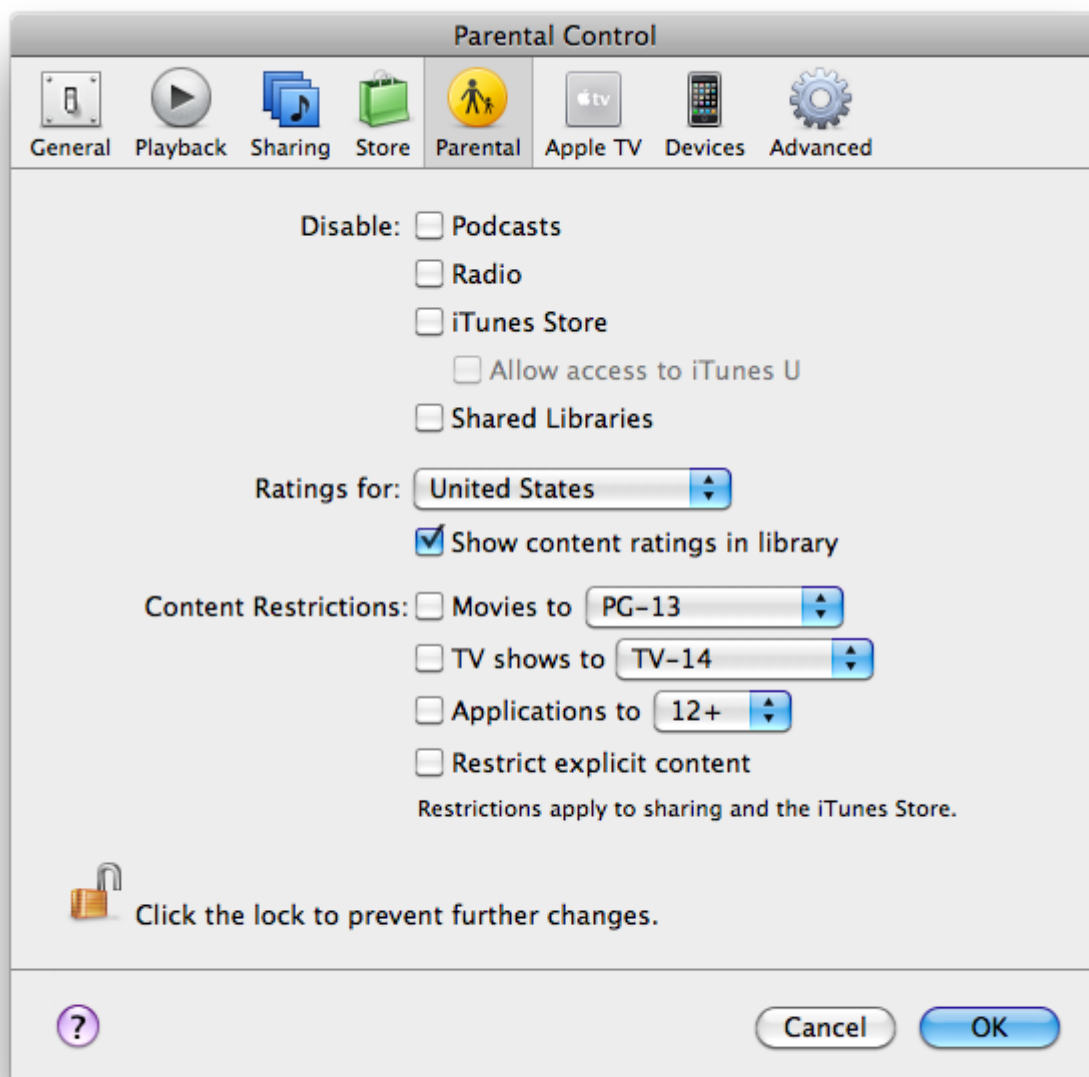 Parental Control
tv
General Playback Sharing Store Parental Apple TV Devices Advanced
Disable: Podcasts
Radio
iTunes Store
Allow access to iTunes U
Shared Libraries
Ratings for: United States
Show content ratings in library
Content Restrictions: Movies to PG-13
TV shows to TV-14
Applications to 12+
Restrict explicit content
Restrictions apply to sharing and the iTunes Store.
Click the lock to prevent further changes.
? Cancel OK